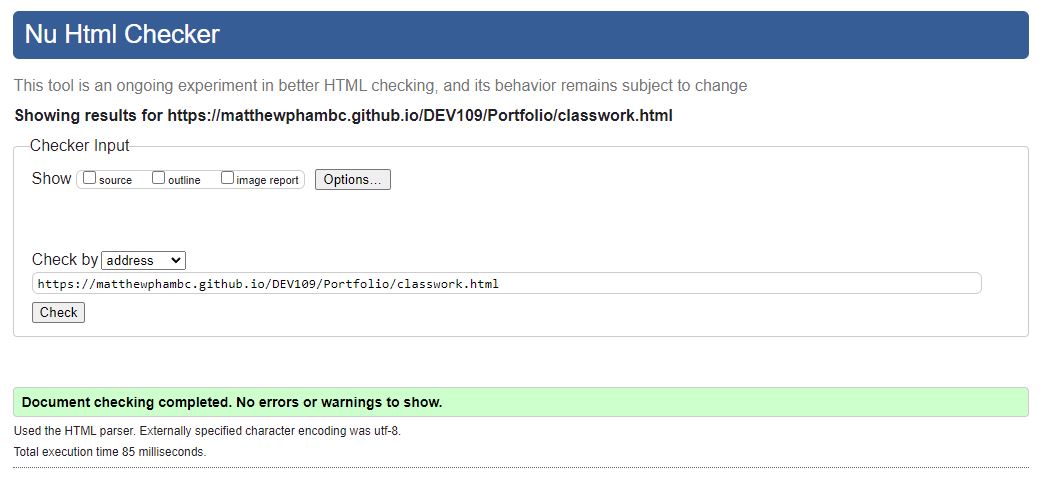 Nu Html Checker
This tool is an ongoing experiment in better HTML checking, and its behavior remains subject to change
Showing results for https://matthewphambc.github.io/DEV109/Portfolio/classwork.html
Checker Input
Show source outline image report Options...
Check by address
https://matthewphambc.github.io/DEV109/Portfolio/classwork.html
Check
Document checking completed. No errors or warnings to show.
Used the HTML parser. Externally specified character encoding was utf-8.
Total execution time 85 milliseconds.